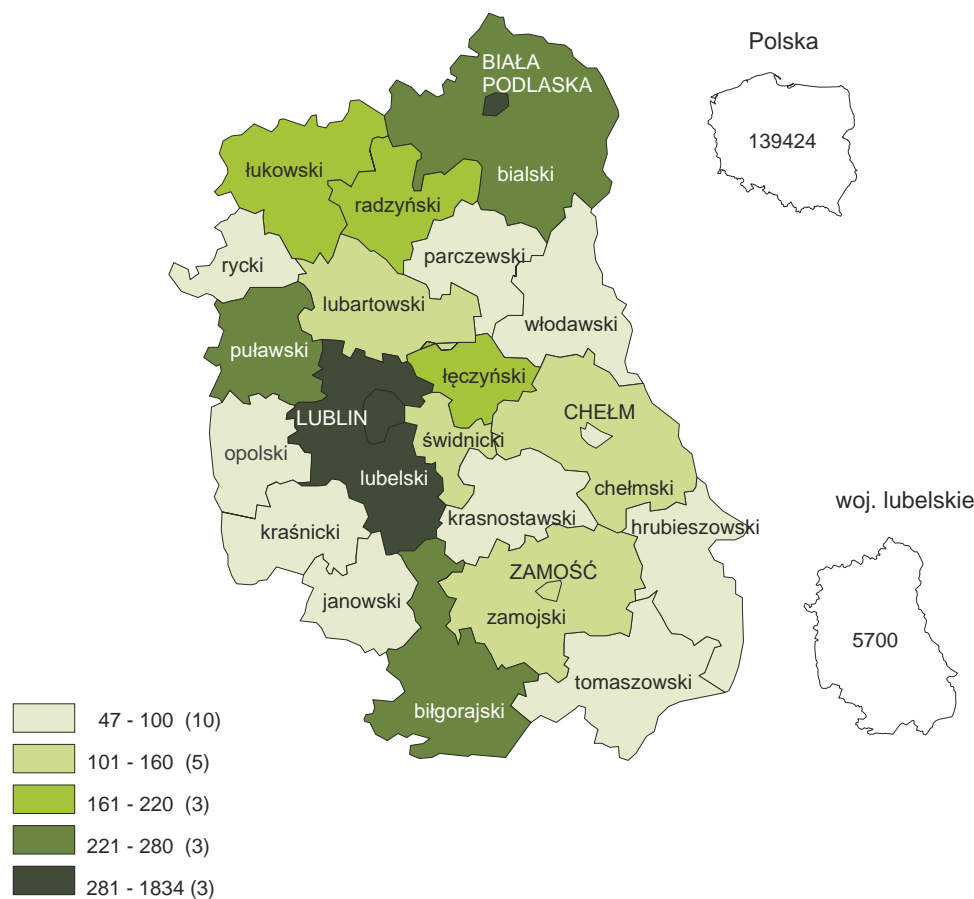 Polska
139424
BIAŁA
PODLASKA
bialski
łukowski
radzyński
parczewski
rycki
lubartowski
włodawski
puławski
łęczyński
LUBLIN
CHEŁM
świdnicki
opolski
lubelski
chełmski
woj. lubelskie
krasnostawski
hrubieszowski
kraśnicki
ZAMOŚĆ
janowski
zamojski
5700
tomaszowski
biłgorajski
47 - 100 (10)
101 - 160 (5)
161 - 220 (3)
221 - 280 (3)
281 - 1834 (3)